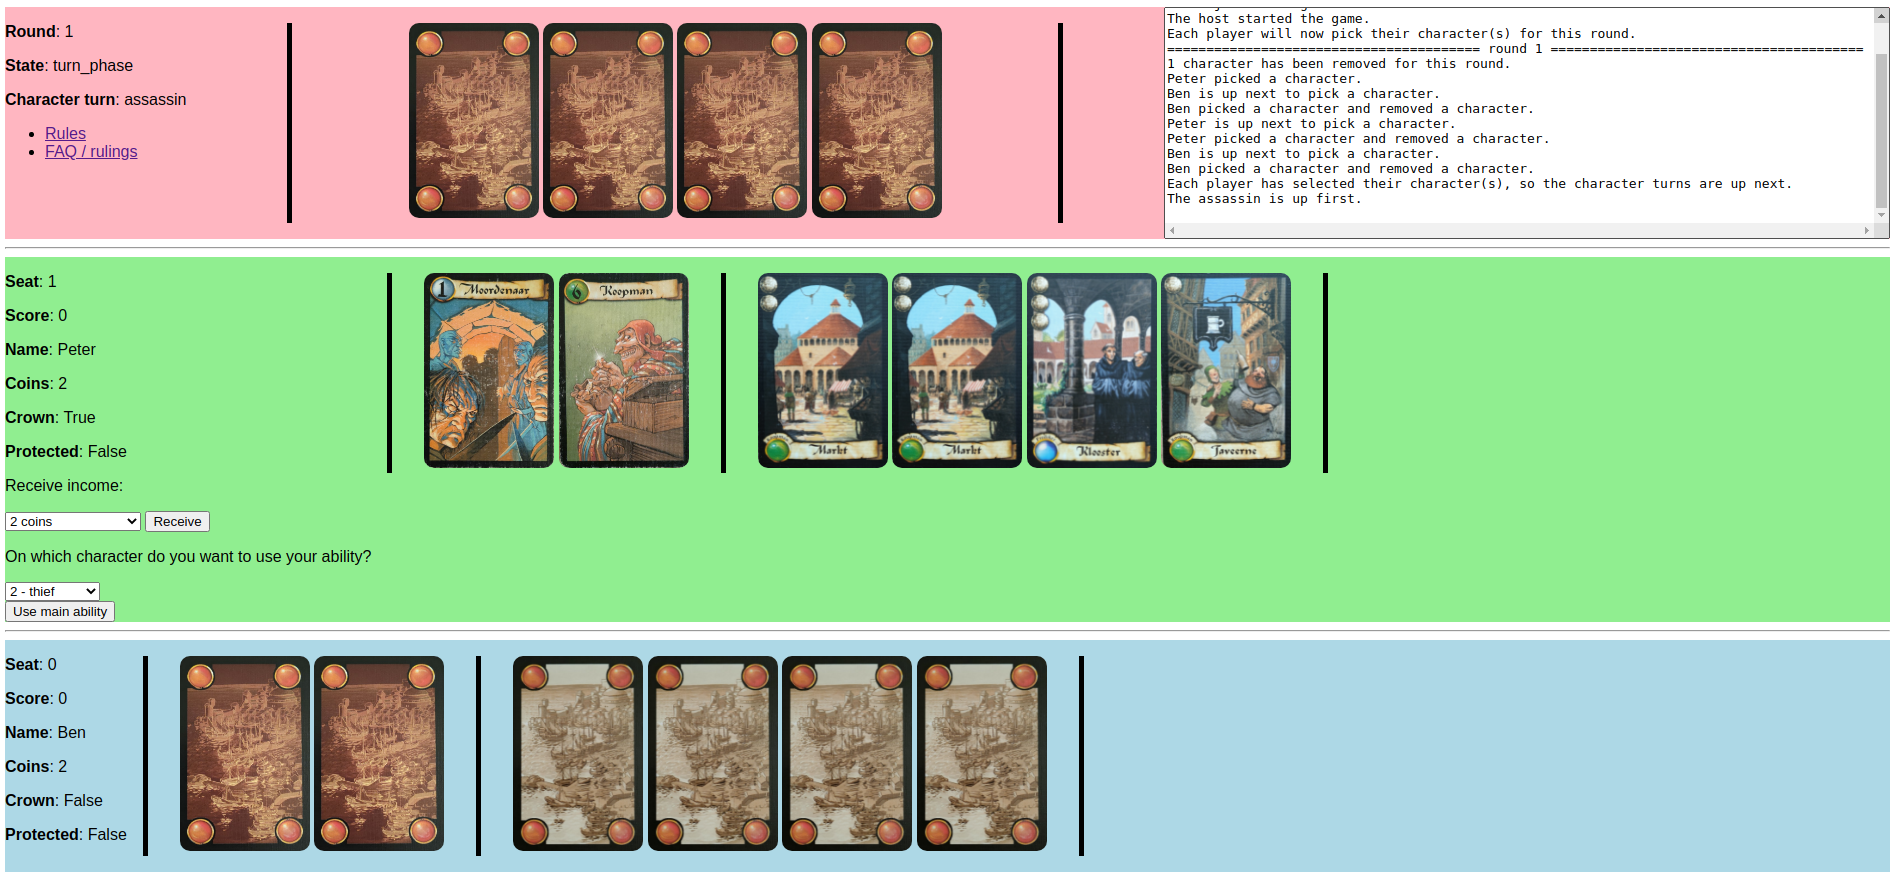 Round: 1
State: turn_phase
Character turn: assassin
Rules
FAQ / rulings
The host started the game.
Each player will now pick their character(s) for this round.
======================================== round 1 ========================================
1 character has been removed for this round.
Peter picked a character.
Ben is up next to pick a character.
Ben picked a character and removed a character.
Peter is up next to pick a character.
Peter picked a character and removed a character.
Ben is up next to pick a character.
Ben picked a character and removed a character.
Each player has selected their character(s), so the character turns are up next.
The assassin is up first.
Seat: 1
Score: 0
Name: Peter
Coins: 2
Crown: True
Protected: False
1 Moordenaar
6 Koopman
Markt
Markt
Klooster
Taveerne
Receive income:
2 coins Receive
On which character do you want to use your ability?
2 - thief
Use main ability
Seat: 0
Score: 0
Name: Ben
Coins: 2
Crown: False
Protected: False